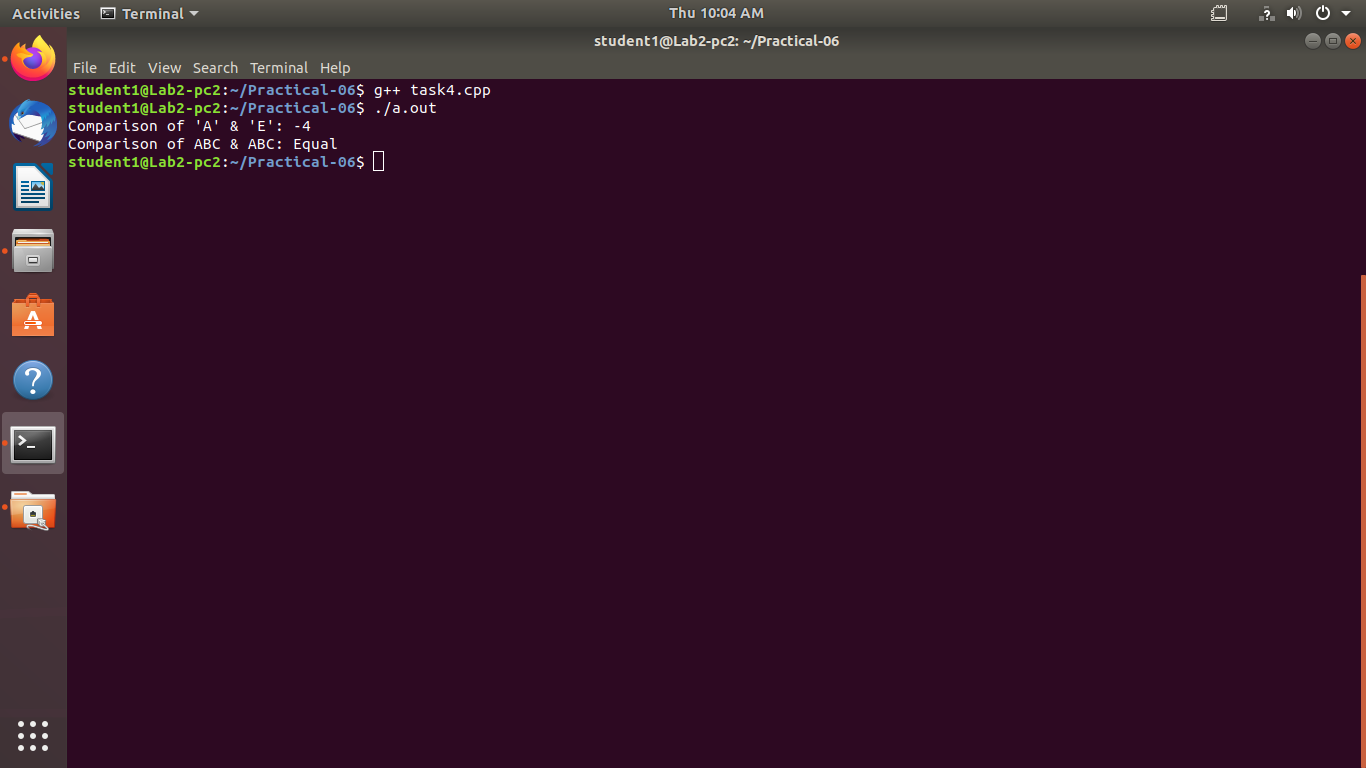 Activities Terminal Thu 10:04 AM
student1@Lab2-pc2: ~/Practical-06
File Edit View Search Terminal Help
student1@Lab2-pc2:~/Practical-06$ g++ task4.cpp
student1@Lab2-pc2:~/Practical-06$ ./a.out
Comparison of 'A' & 'E': -4
Comparison of ABC & ABC: Equal
student1@Lab2-pc2:~/Practical-06$